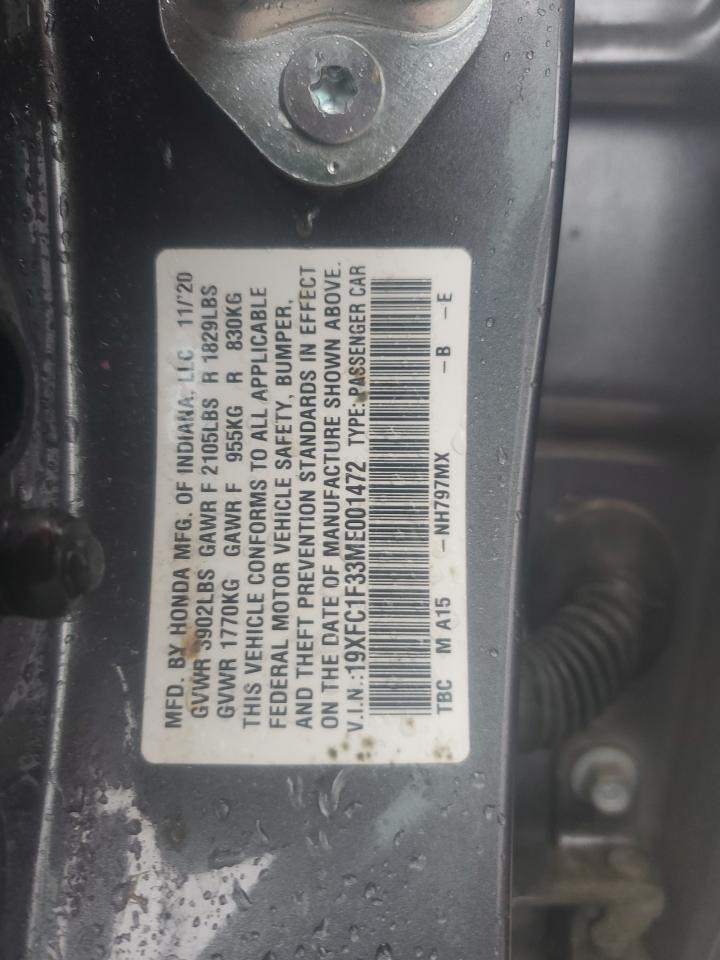 MFD. BY HONDA MFG. OF INDIANA, LLC 11/'20
GVWR 3902LBS GAWR F 2105LBS R 1829LBS
GVWR 1770KG GAWR F 955KG R 830KG
THIS VEHICLE CONFORMS TO ALL APPLICABLE
FEDERAL MOTOR VEHICLE SAFETY, BUMPER,
AND THEFT PREVENTION STANDARDS IN EFFECT
ON THE DATE OF MANUFACTURE SHOWN ABOVE.
V.I.N.:19XFC1F33ME001472 TYPE: PASSENGER CAR
TBC M A15 -NH797MX -B -E